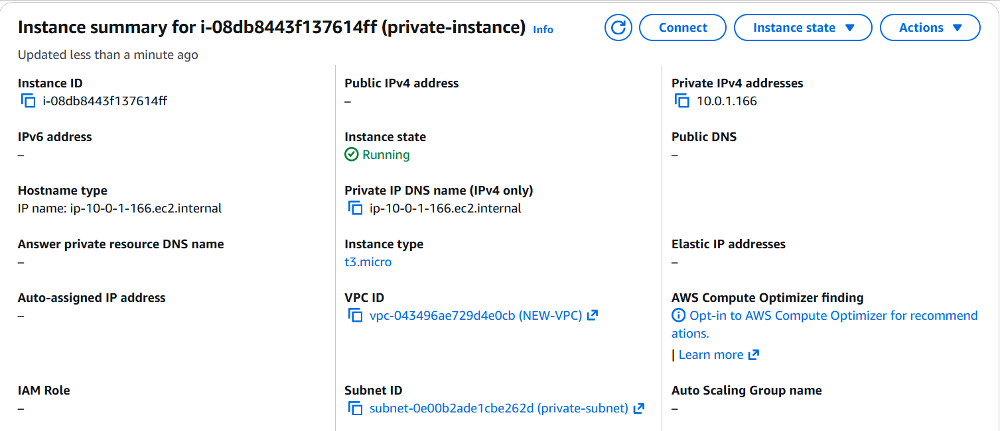 Instance summary for i-08db8443f137614ff (private-instance) Info
Connect
Instance state
Actions
Updated less than a minute ago
Instance ID
i-08db8443f137614ff
Public IPv4 address
–
Private IPv4 addresses
10.0.1.166
IPv6 address
–
Instance state
Running
Public DNS
–
Hostname type
IP name: ip-10-0-1-166.ec2.internal
Private IP DNS name (IPv4 only)
ip-10-0-1-166.ec2.internal
Answer private resource DNS name
–
Instance type
t3.micro
Elastic IP addresses
–
Auto-assigned IP address
–
VPC ID
vpc-043496ae729d4e0cb (NEW-VPC)
AWS Compute Optimizer finding
Opt-in to AWS Compute Optimizer for recommend
ations.
| Learn more
IAM Role
–
Subnet ID
subnet-0e00b2ade1cbe262d (private-subnet)
Auto Scaling Group name
–